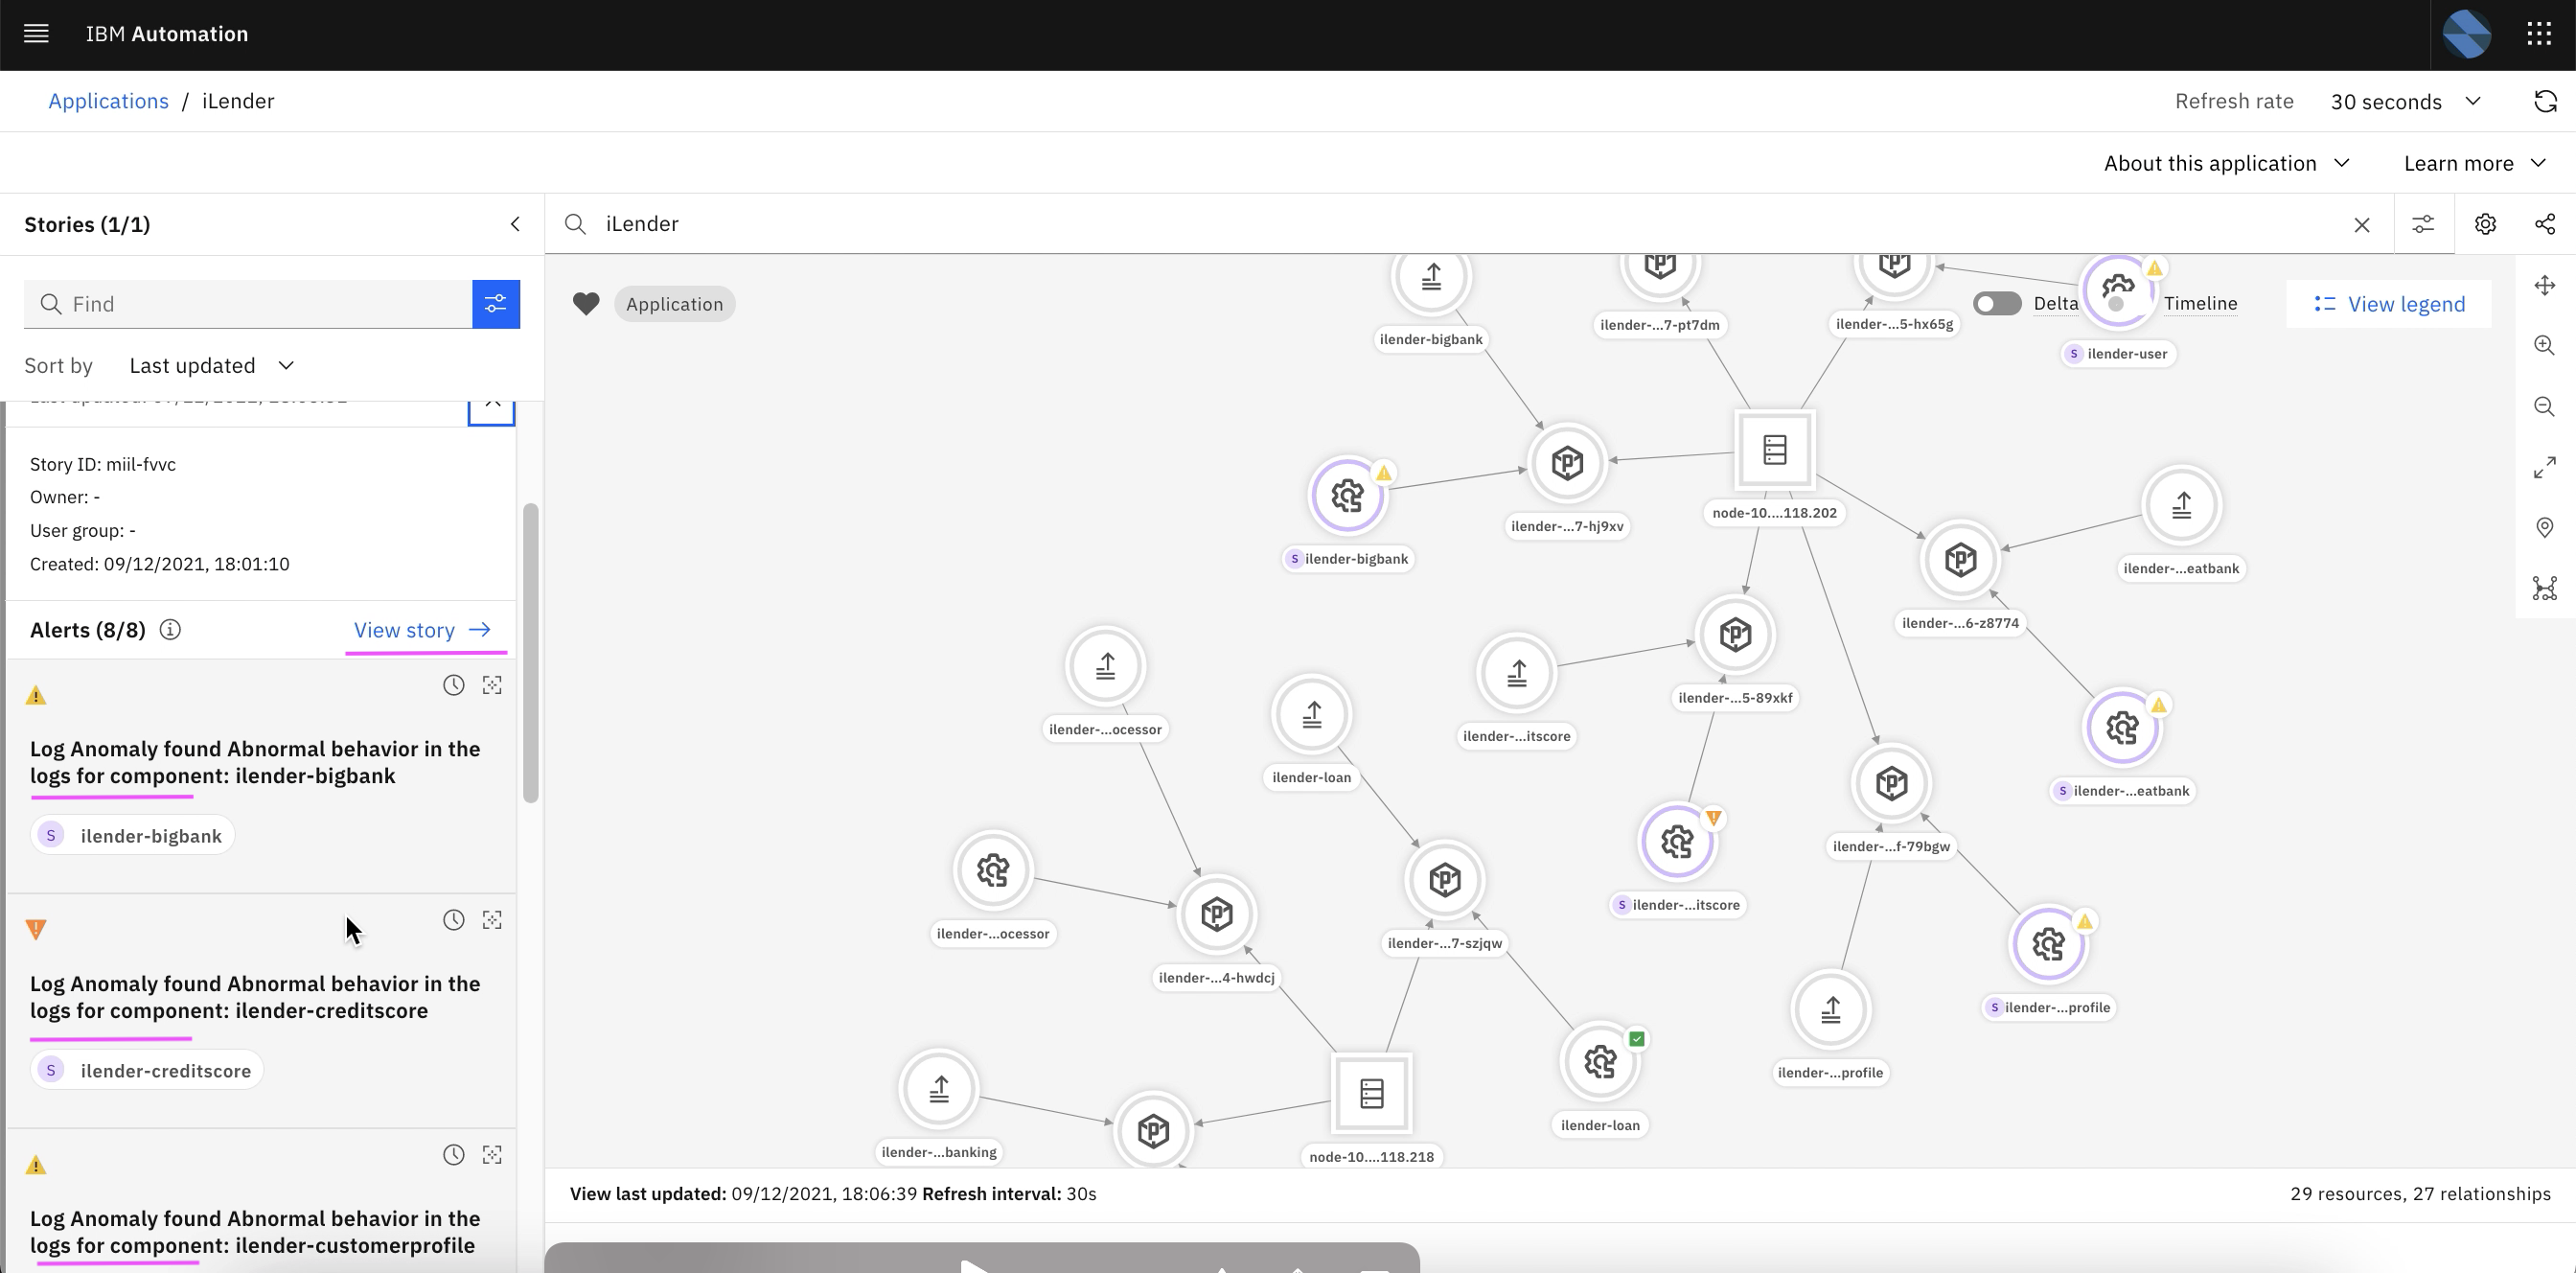 IBM Automation
Applications / iLender
Refresh rate 30 seconds
About this application
Learn more
Stories (1/1)
Find
Sort by Last updated
Story ID: miil-fvvc
Owner: -
User group: -
Created: 09/12/2021, 18:01:10
Alerts (8/8)
View story
Log Anomaly found Abnormal behavior in the
logs for component: ilender-bigbank
S ilender-bigbank
Log Anomaly found Abnormal behavior in the
logs for component: ilender-creditscore
S ilender-creditscore
Log Anomaly found Abnormal behavior in the
logs for component: ilender-customerprofile
iLender
Application
Delta
Timeline
View legend
ilender-bigbank
ilender-...7-pt7dm
ilender-...5-hx65g
S ilender-user
node-10....118.202
ilender-...7-hj9xv
S ilender-bigbank
ilender-...eatbank
ilender-...6-z8774
ilender-...5-89xkf
ilender-...ocessor
ilender-...itscore
ilender-loan
S ilender-...eatbank
ilender-...f-79bgw
S ilender-...itscore
ilender-...ocessor
ilender-...7-szjqw
ilender-...4-hwdcj
S ilender-...profile
ilender-...profile
ilender-loan
ilender-...banking
node-10....118.218
View last updated: 09/12/2021, 18:06:39 Refresh interval: 30s
29 resources, 27 relationships